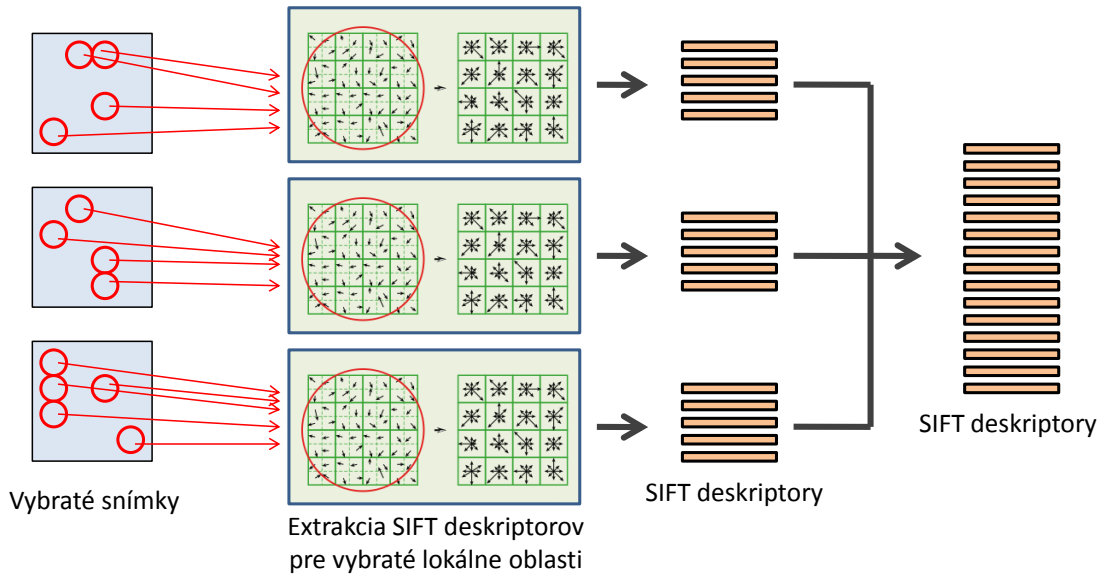 Vybraté snímky
Extrakcia SIFT deskriptorov
pre vybraté lokálne oblasti
SIFT deskriptory
SIFT deskriptory